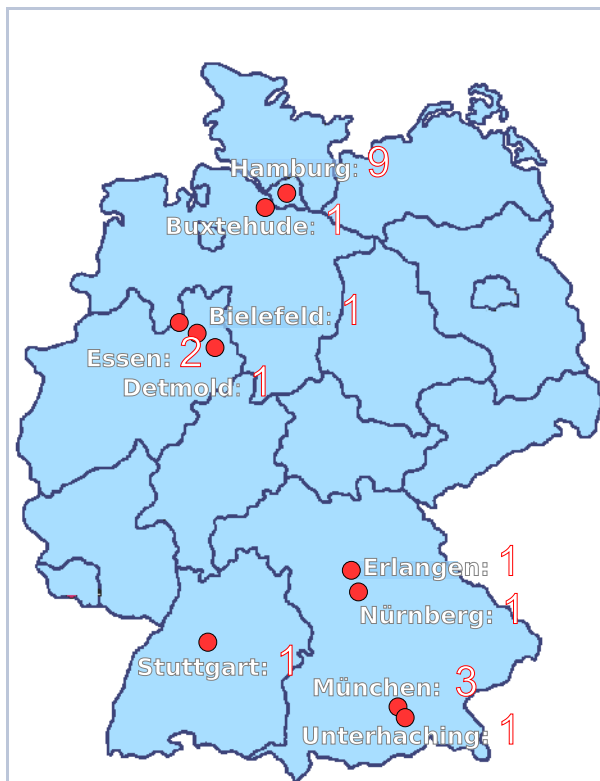 Hamburg: 9
Buxtehude: 1
Bielefeld: 1
Essen: 2
Detmold: 1
Erlangen: 1
Nürnberg: 1
Stuttgart: 1
München: 3
Unterhaching: 1